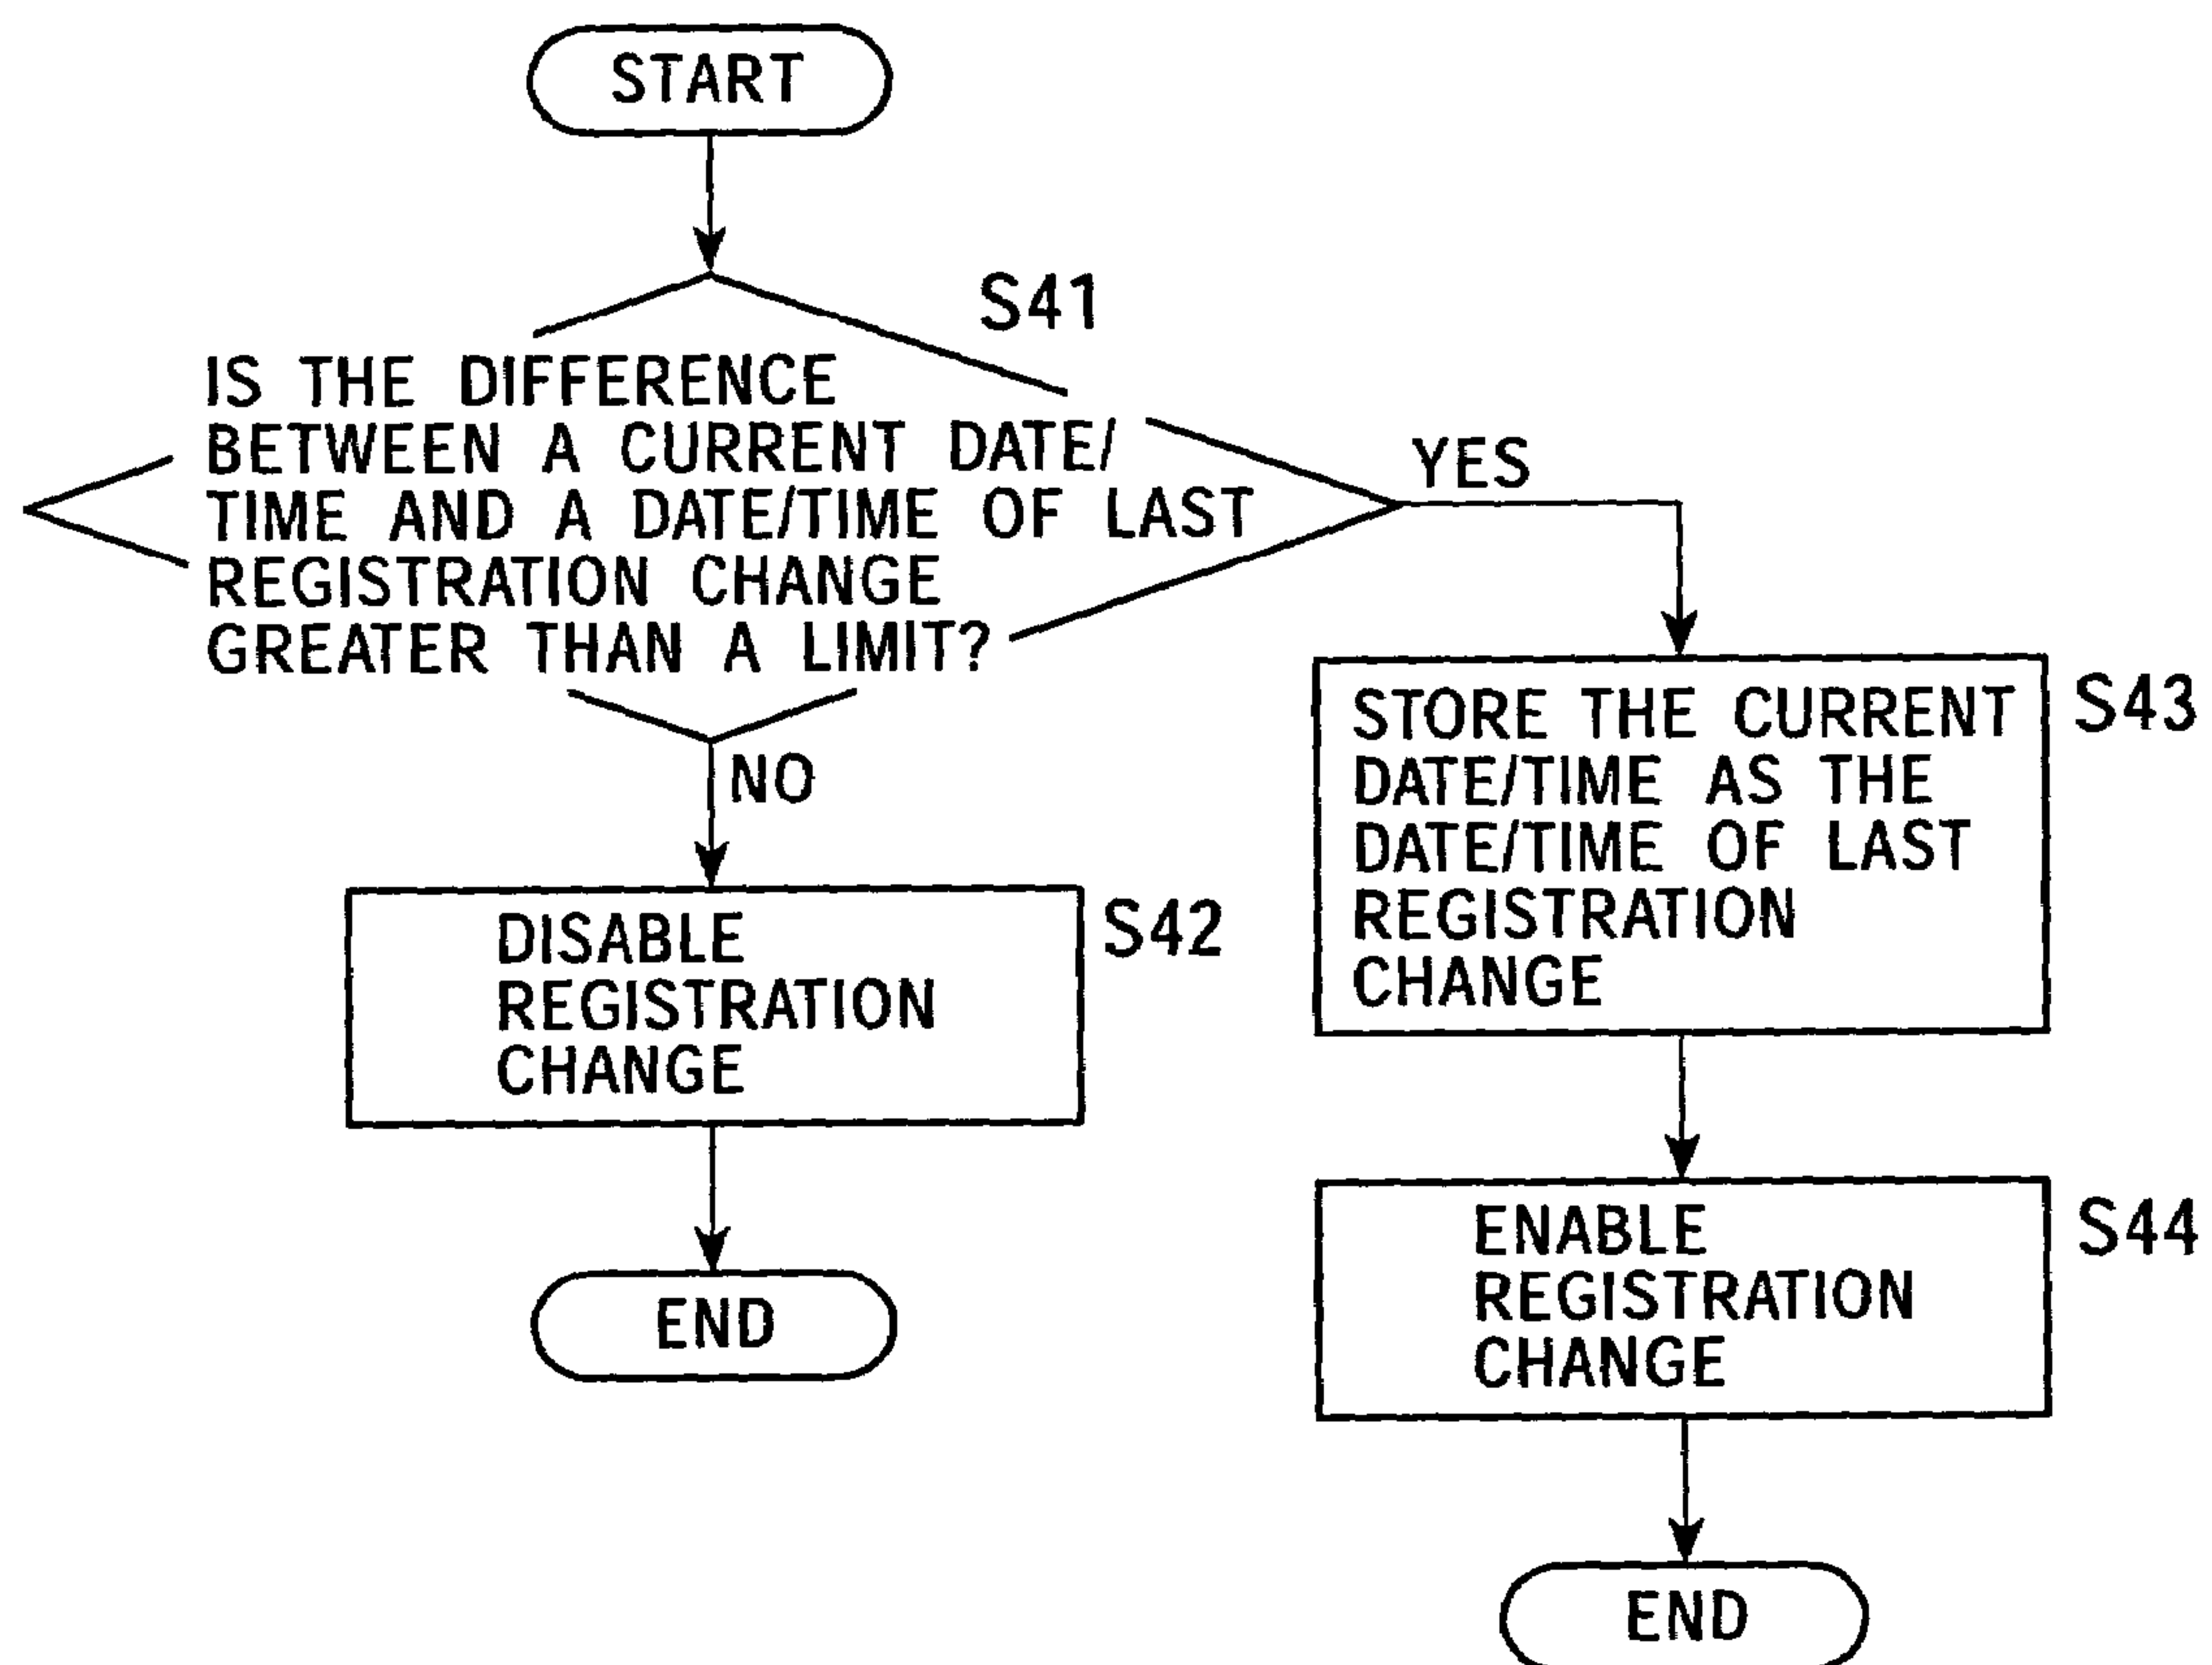 START
S41
IS THE DIFFERENCE
BETWEEN A CURRENT DATE/
TIME AND A DATE/TIME OF LAST
REGISTRATION CHANGE
GREATER THAN A LIMIT?
YES
NO
DISABLE
REGISTRATION
CHANGE
S42
END
STORE THE CURRENT
DATE/TIME AS THE
DATE/TIME OF LAST
REGISTRATION
CHANGE
S43
ENABLE
REGISTRATION
CHANGE
S44
END